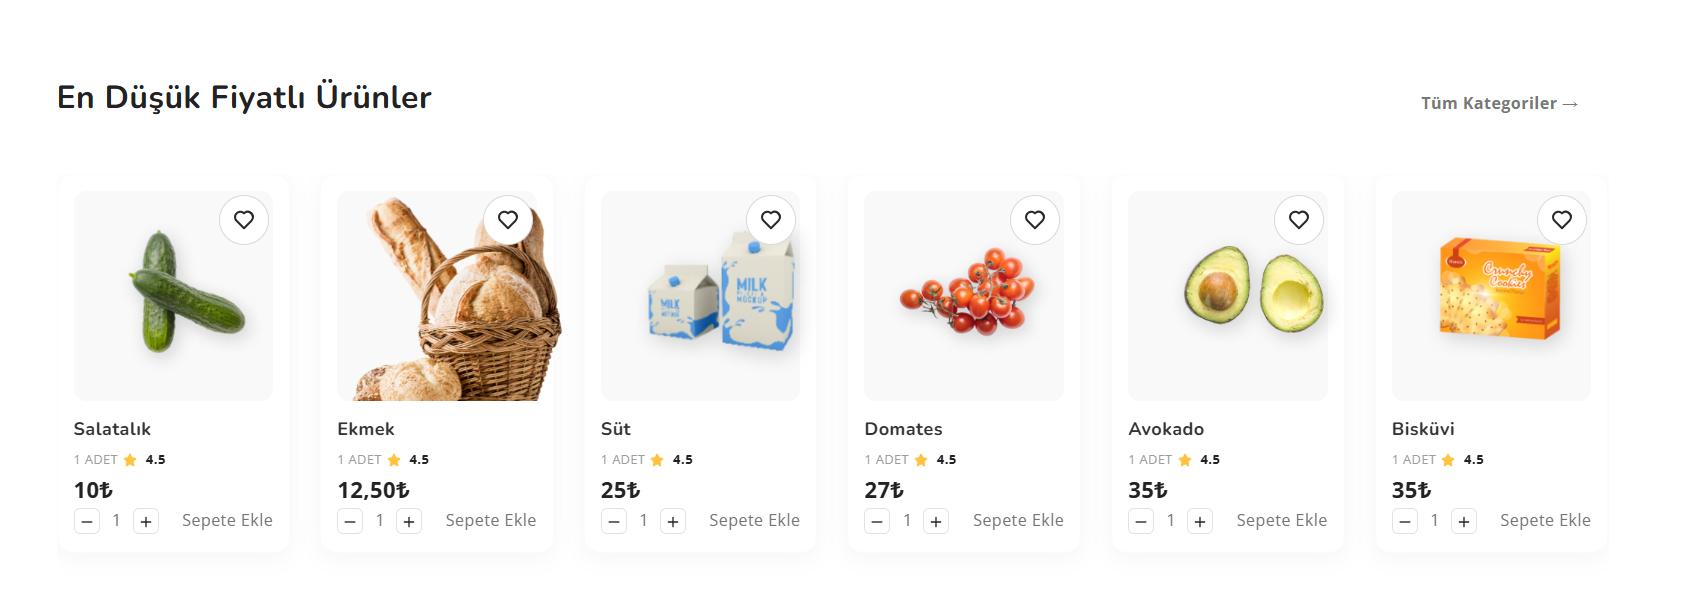 En Düşük Fiyatlı Ürünler
Tüm Kategoriler →
MILK
MILK
MOCKUP
Crunchy
Cookies
Salatalık
1 ADET 4.5
10₺
− 1 + Sepete Ekle
Ekmek
1 ADET 4.5
12,50₺
− 1 + Sepete Ekle
Süt
1 ADET 4.5
25₺
− 1 + Sepete Ekle
Domates
1 ADET 4.5
27₺
− 1 + Sepete Ekle
Avokado
1 ADET 4.5
35₺
− 1 + Sepete Ekle
Bisküvi
1 ADET 4.5
35₺
− 1 + Sepete Ekle